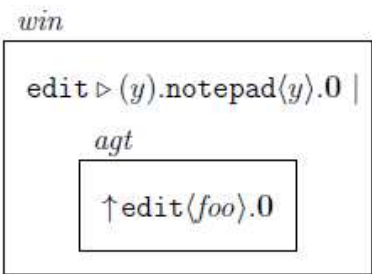 win
edit ▷ (y).notepad⟨y⟩.0 |
agt
↑edit⟨foo⟩.0